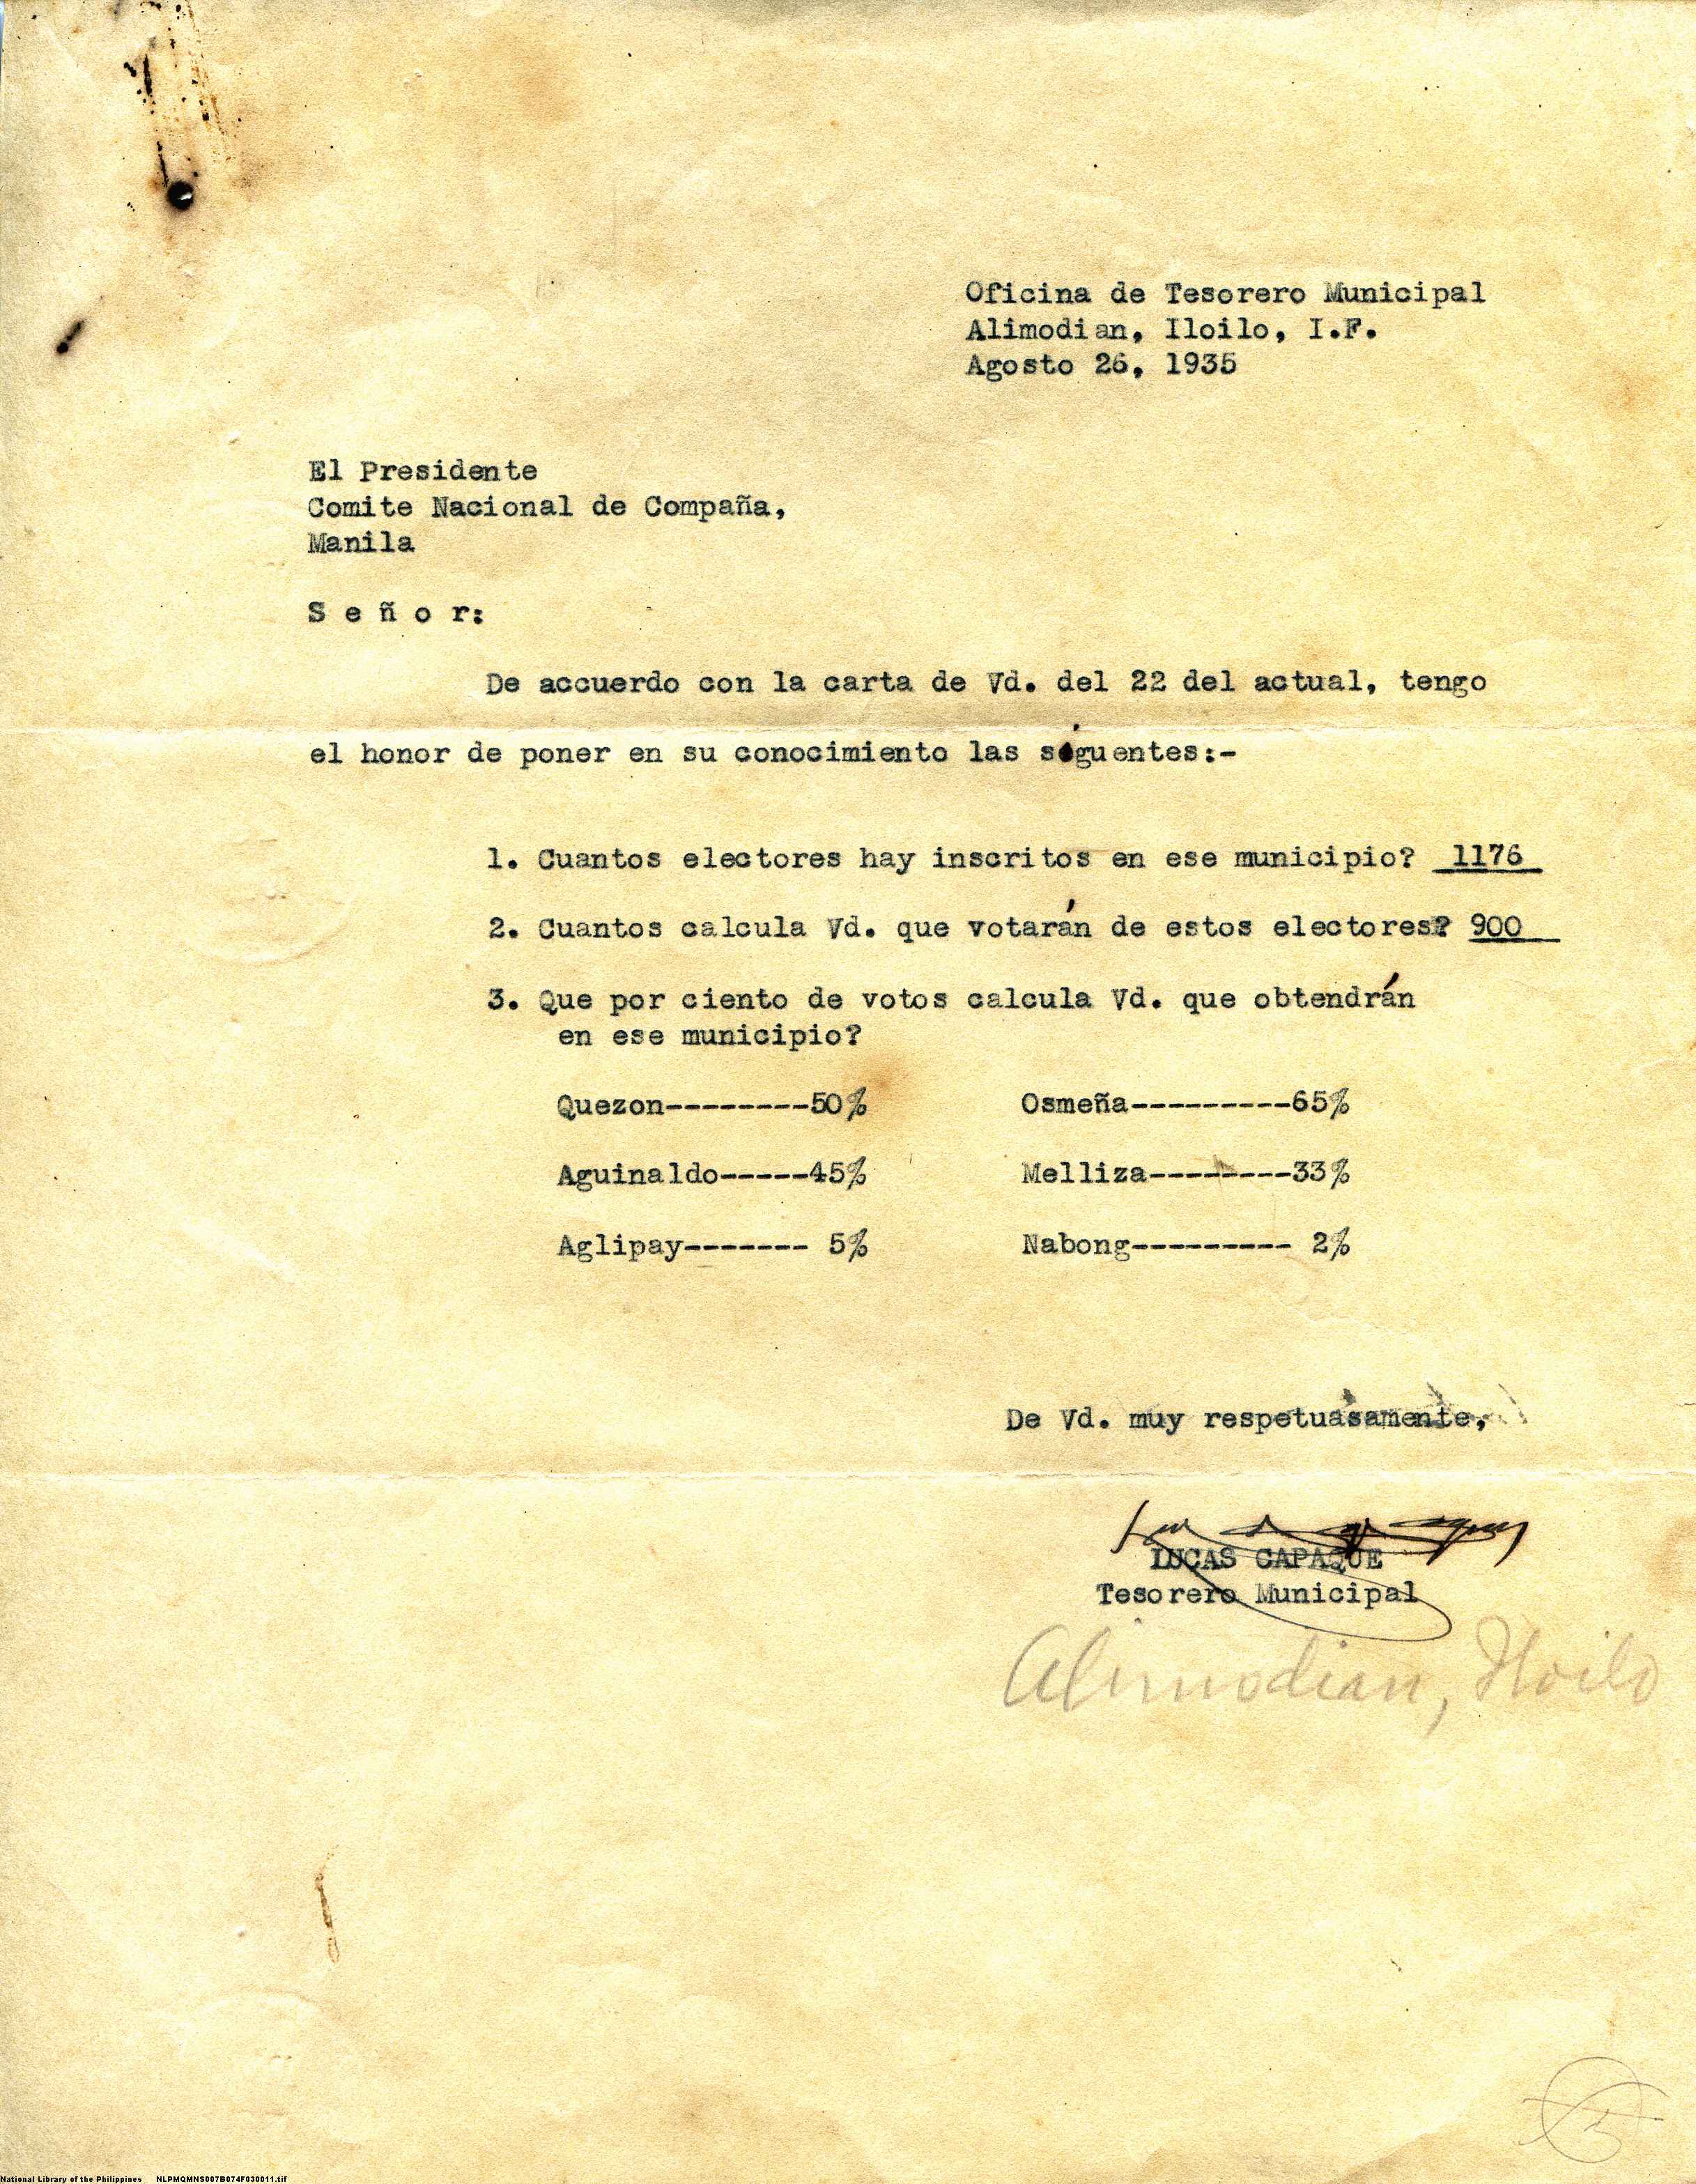 Oficina de Tesorero Municipal
Alimodian, Iloilo, I.F.
Agosto 26, 1935
El Presidente
Comite Nacional de Compaña,
Manila
S e ñ o r:
De accuerdo con la carta de Vd. del 22 del actual, tengo
el honor de poner en su conocimiento las siguentes:-
1. Cuantos electores hay inscritos en ese municipio? 1176
2. Cuantos calcula Vd. que votarán de estos electores? 900
3. Que por ciento de votos calcula Vd. que obtendrán
en ese municipio?
Quezon--------50% Osmeña---------65%
Aguinaldo-----45% Melliza--------33%
Aglipay------- 5% Nabong--------- 2%
De Vd. muy respetuasamente,
LUCAS CAPAQUE
Tesorero Municipal
Alimodian, Iloilo
National Library of the Philippines NLPMQMNS007B074F030011.tif